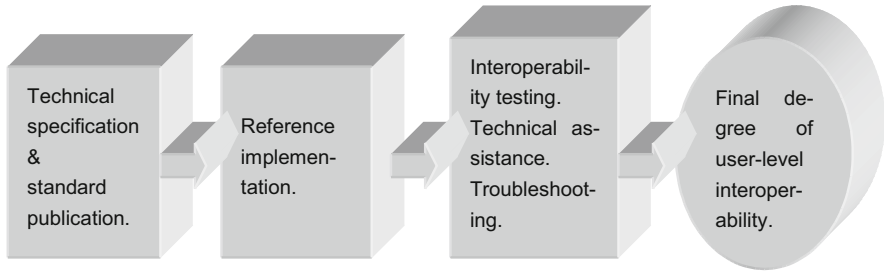 Technical
specification
&
standard
publication.
Reference
implemen-
tation.
Interoperabil-
ity testing.
Technical as-
sistance.
Troubleshoot-
ing.
Final de-
gree of
user-level
interoper-
ability.